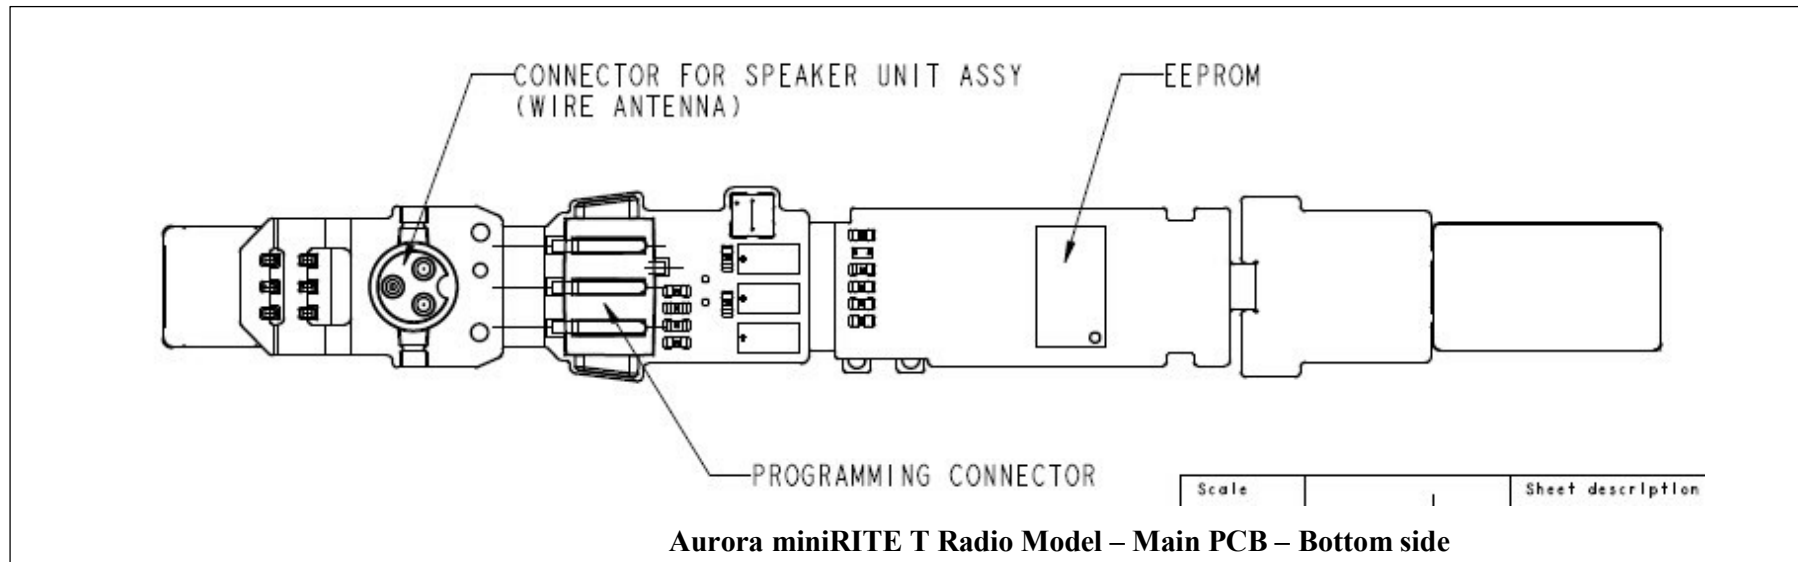 CONNECTOR FOR SPEAKER UNIT ASSY
(WIRE ANTENNA)
EEPROM
PROGRAMMING CONNECTOR
Scale
Sheet description
Aurora miniRITE T Radio Model – Main PCB – Bottom side